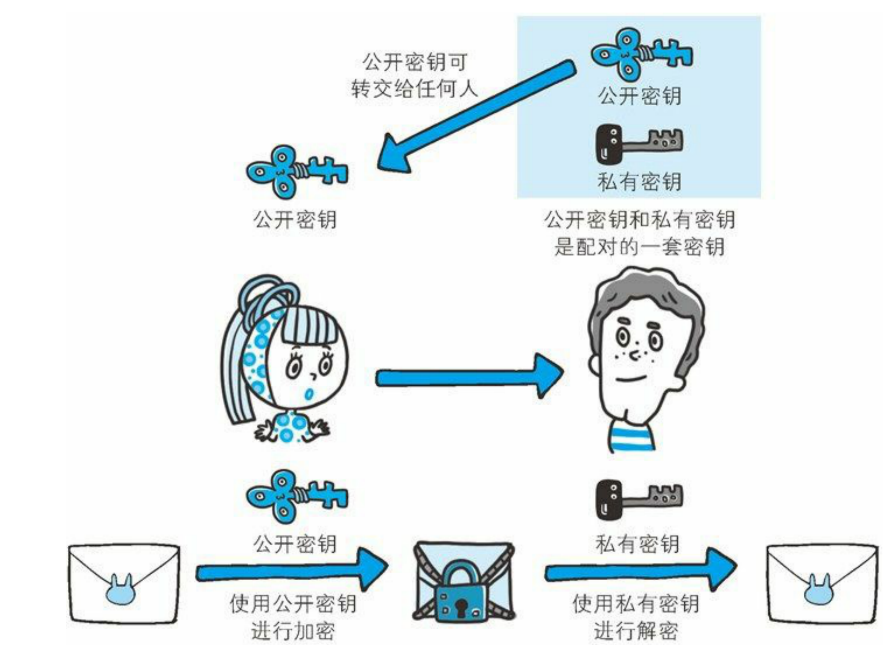 公开密钥可
转交给任何人
公开密钥
私有密钥
公开密钥
公开密钥和私有密钥
是配对的一套密钥
公开密钥
私有密钥
使用公开密钥
进行加密
使用私有密钥
进行解密